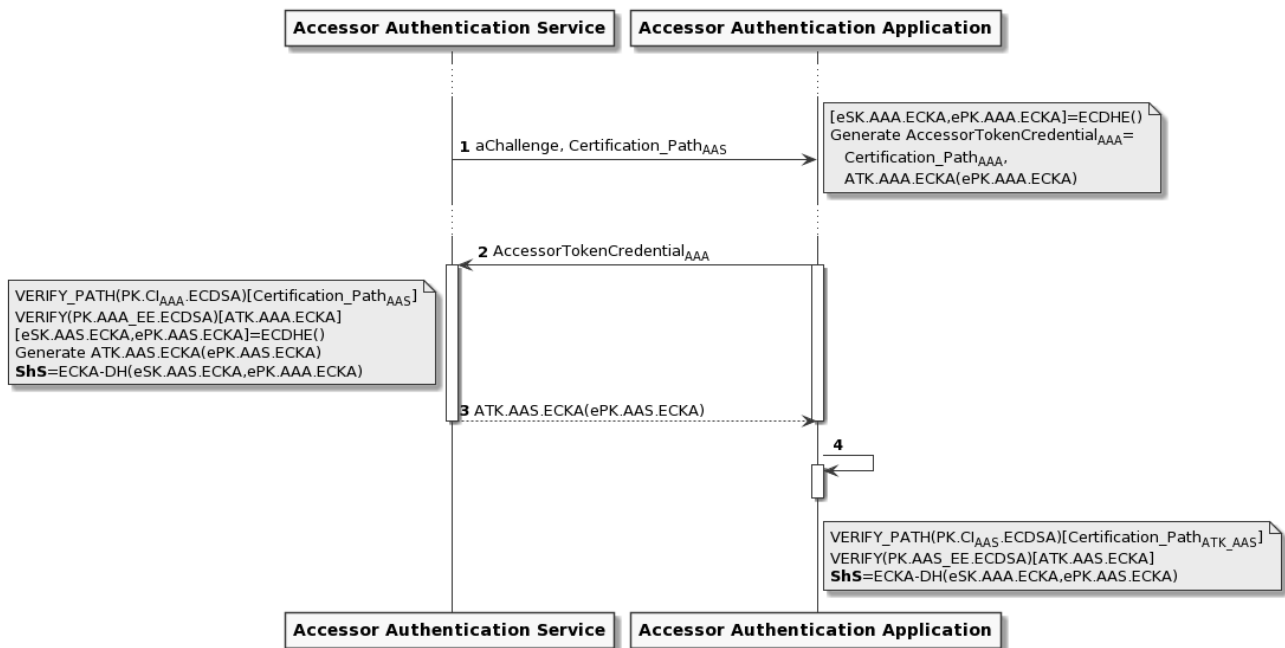 Accessor Authentication Service
Accessor Authentication Application
[eSK.AAA.ECKA,ePK.AAA.ECKA]=ECDHE()
Generate AccessorTokenCredentialAAA=
Certification_PathAAA,
ATK.AAA.ECKA(ePK.AAA.ECKA)
1 aChallenge, Certification_PathAAS
2 AccessorTokenCredentialAAA
VERIFY_PATH(PK.CIAAA.ECDSA)[Certification_PathAAS]
VERIFY(PK.AAA_EE.ECDSA)[ATK.AAA.ECKA]
[eSK.AAS.ECKA,ePK.AAS.ECKA]=ECDHE()
Generate ATK.AAS.ECKA(ePK.AAS.ECKA)
ShS=ECKA-DH(eSK.AAS.ECKA,ePK.AAA.ECKA)
3 ATK.AAS.ECKA(ePK.AAS.ECKA)
4
VERIFY_PATH(PK.CIAAS.ECDSA)[Certification_PathATK_AAS]
VERIFY(PK.AAS_EE.ECDSA)[ATK.AAS.ECKA]
ShS=ECKA-DH(eSK.AAA.ECKA,ePK.AAS.ECKA)
Accessor Authentication Service
Accessor Authentication Application